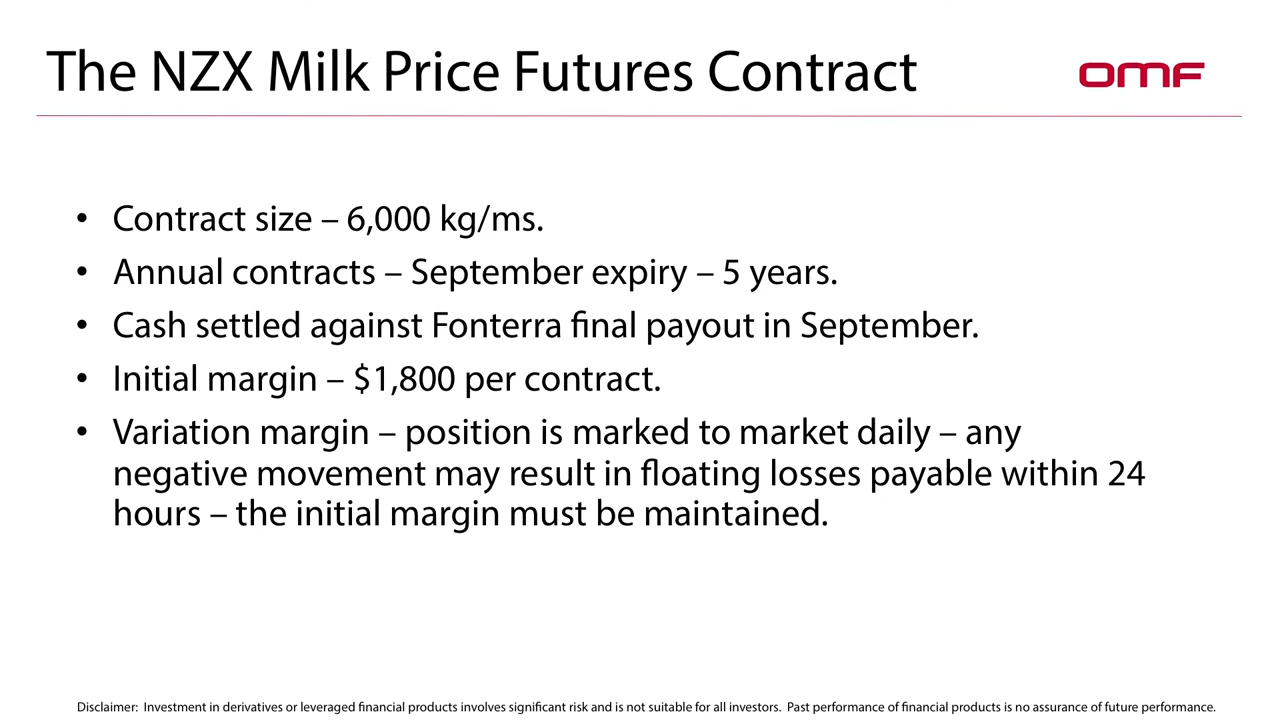 The NZX Milk Price Futures Contract
OMF
• Contract size – 6,000 kg/ms.
• Annual contracts – September expiry – 5 years.
• Cash settled against Fonterra final payout in September.
• Initial margin – $1,800 per contract.
• Variation margin – position is marked to market daily – any
negative movement may result in floating losses payable within 24
hours – the initial margin must be maintained.
Disclaimer: Investment in derivatives or leveraged financial products involves significant risk and is not suitable for all investors. Past performance of financial products is no assurance of future performance.